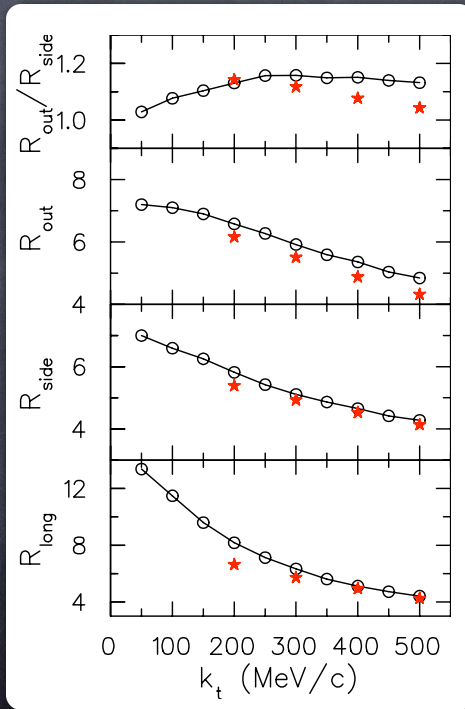 R_out/R_side
1.2
1.0
R_out
8
6
4
R_side
6
4
R_long
12
8
4
0 100 200 300 400 500
k_t (MeV/c)